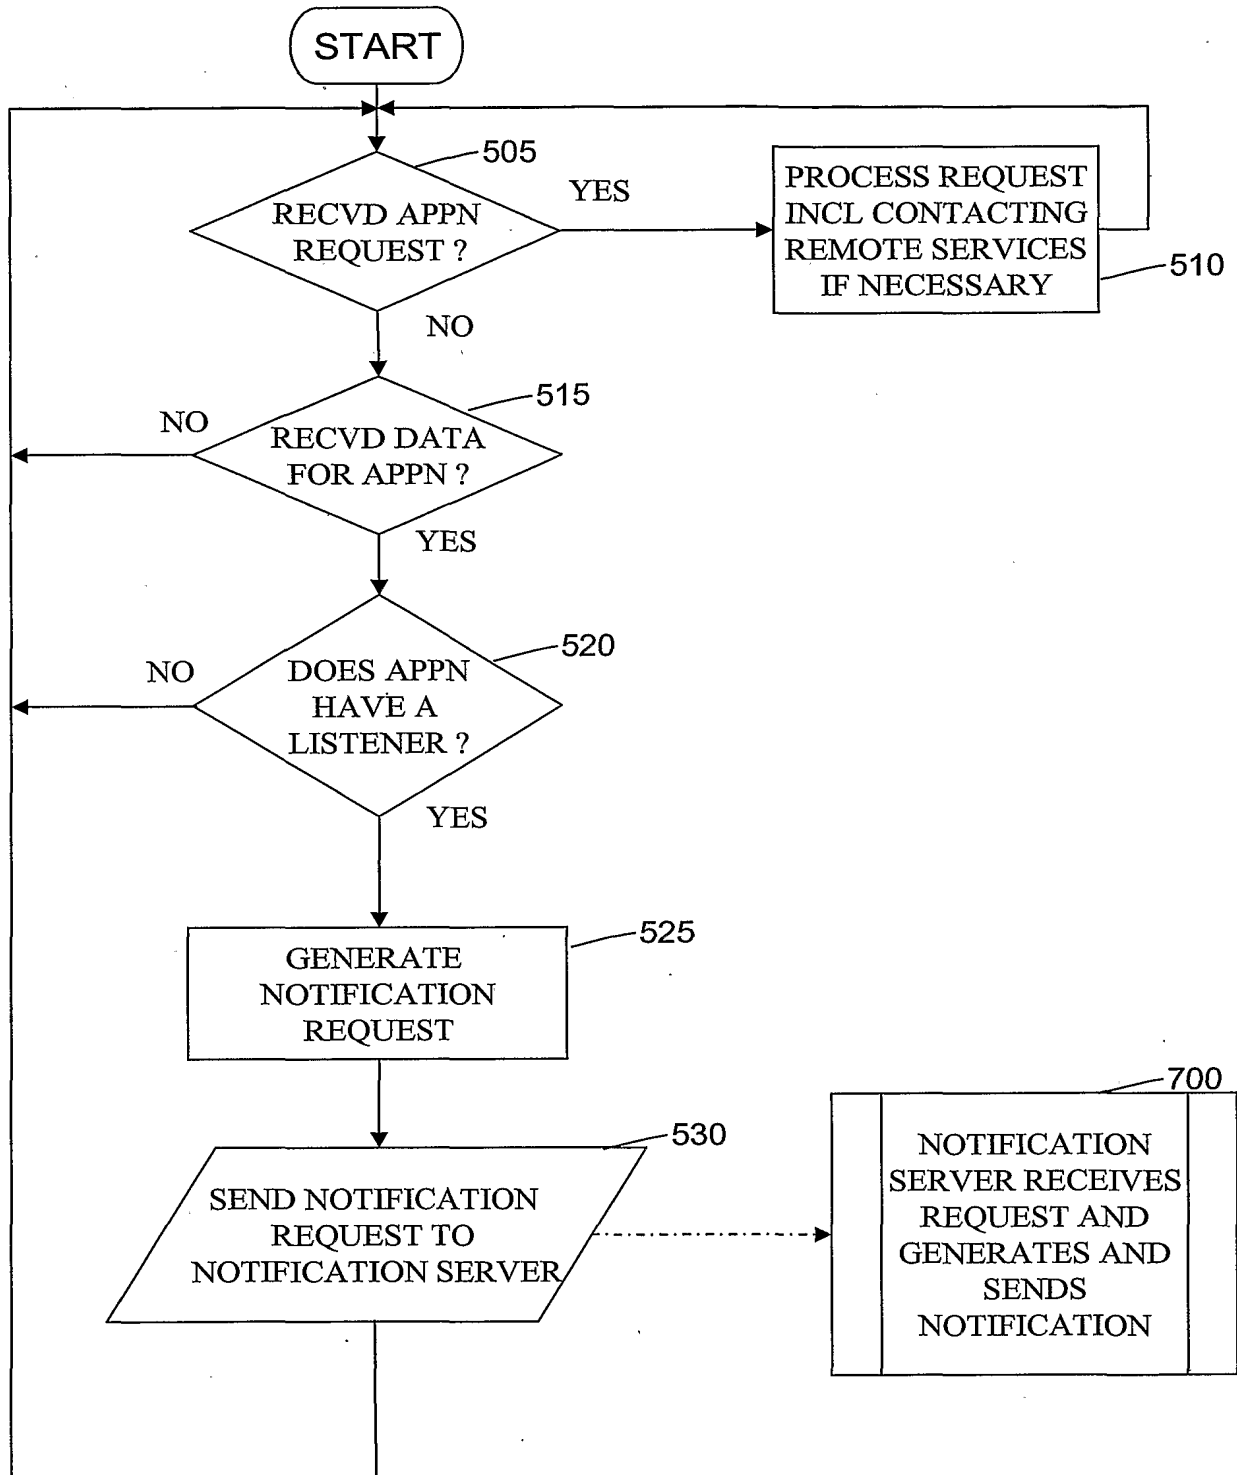 START
505
RECVD APPN
REQUEST ?
YES
PROCESS REQUEST
INCL CONTACTING
REMOTE SERVICES
IF NECESSARY
510
NO
515
NO
RECVD DATA
FOR APPN ?
YES
520
NO
DOES APPN
HAVE A
LISTENER ?
YES
525
GENERATE
NOTIFICATION
REQUEST
530
SEND NOTIFICATION
REQUEST TO
NOTIFICATION SERVER
700
NOTIFICATION
SERVER RECEIVES
REQUEST AND
GENERATES AND
SENDS
NOTIFICATION